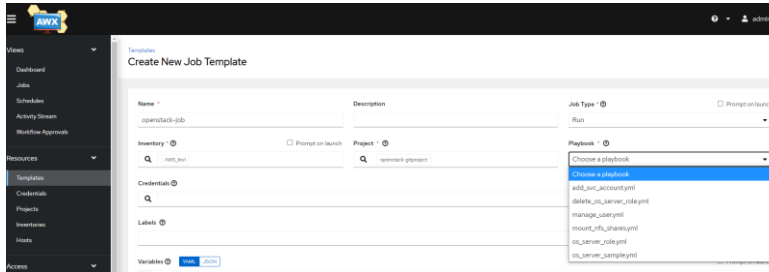 AWX
admin
Views
Dashboard
Jobs
Schedules
Activity Stream
Workflow Approvals
Resources
Templates
Credentials
Projects
Inventories
Hosts
Access
Templates
Create New Job Template
Name *
openstack-job
Description
Job Type *
Prompt on launch
Run
Inventory *
Prompt on launch
AWS_Inv1
Project *
openstack-gitproject
Playbook *
Choose a playbook
Choose a playbook
add_svc_account.yml
delete_os_server_role.yml
manage_user.yml
mount_nfs_shares.yml
os_server_role.yml
os_server_sample.yml
Credentials
Labels
Variables
YAML JSON